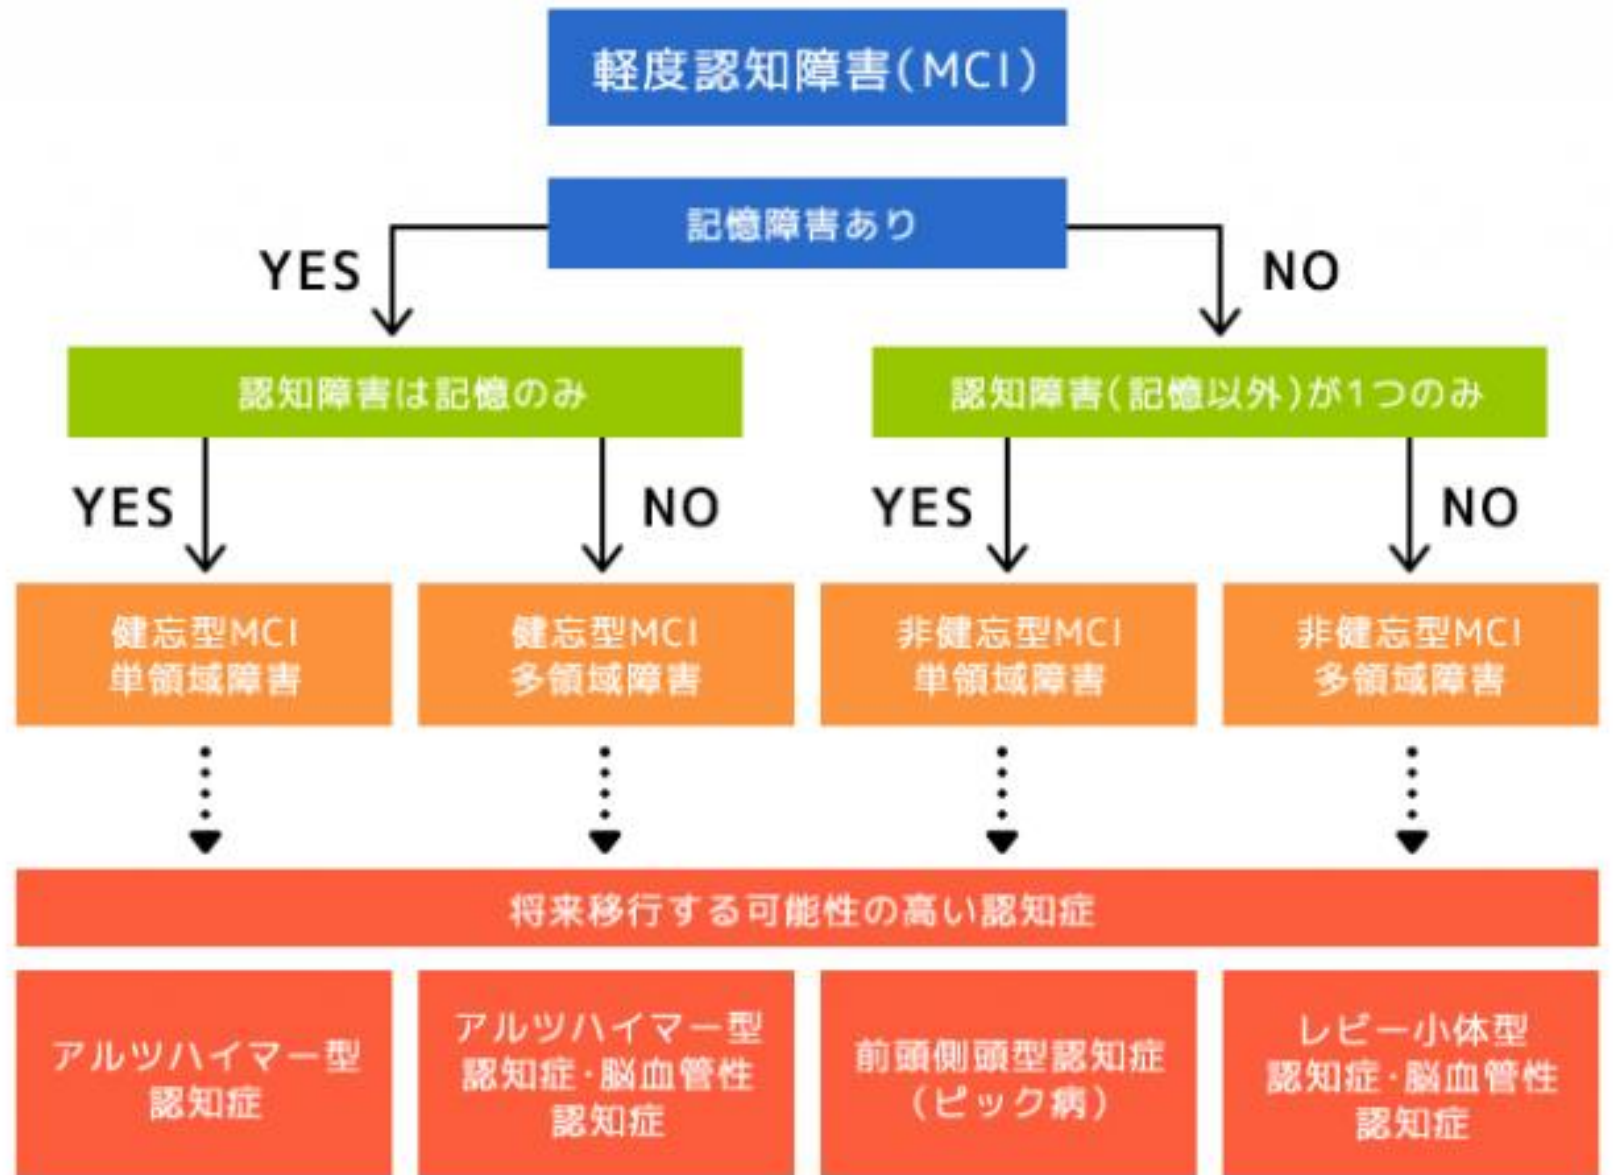 軽度認知障害(MCI)
記憶障害あり
YES
NO
認知障害は記憶のみ
認知障害(記憶以外)が1つのみ
YES
NO
YES
NO
健忘型MCI
単領域障害
健忘型MCI
多領域障害
非健忘型MCI
単領域障害
非健忘型MCI
多領域障害
将来移行する可能性の高い認知症
アルツハイマー型
認知症
アルツハイマー型
認知症・脳血管性
認知症
前頭側頭型認知症
(ピック病)
レビー小体型
認知症・脳血管性
認知症